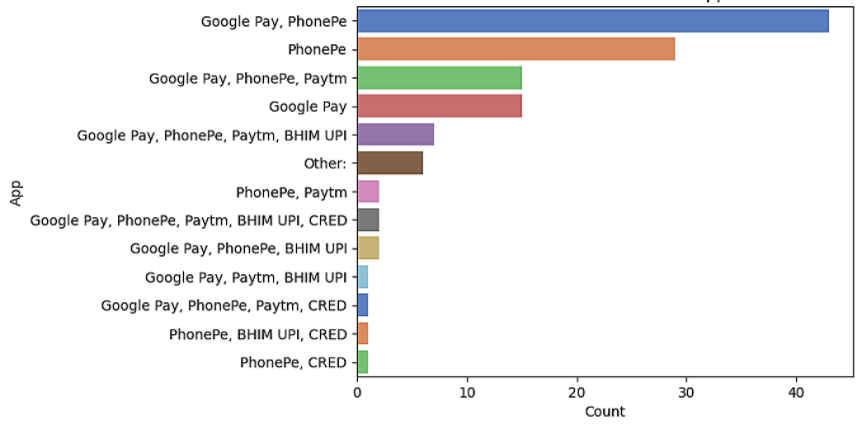 Google Pay, PhonePe
PhonePe
Google Pay, PhonePe, Paytm
Google Pay
Google Pay, PhonePe, Paytm, BHIM UPI
Other:
PhonePe, Paytm
Google Pay, PhonePe, Paytm, BHIM UPI, CRED
Google Pay, PhonePe, BHIM UPI
Google Pay, Paytm, BHIM UPI
Google Pay, PhonePe, Paytm, CRED
PhonePe, BHIM UPI, CRED
PhonePe, CRED
App
0 10 20 30 40
Count